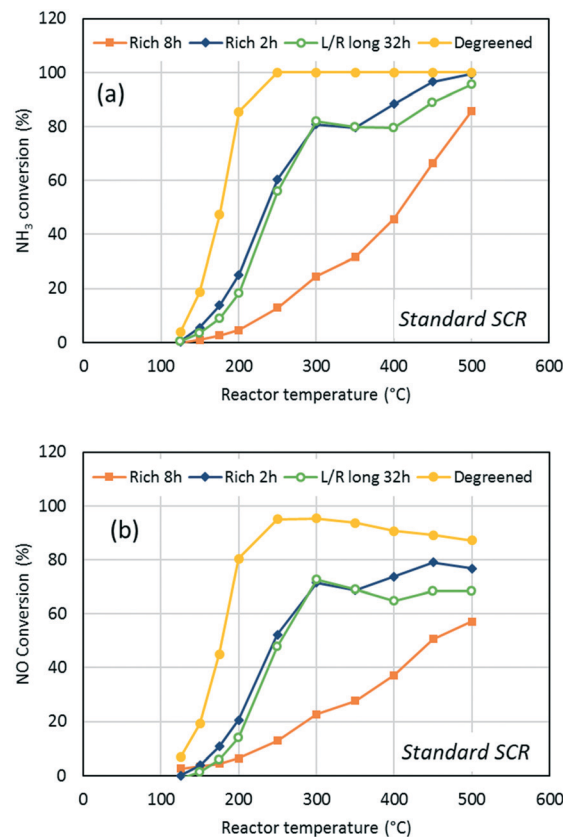 (a)
Rich 8h Rich 2h L/R long 32h Degreened
120
100
80
60
40
20
0
NH₃ conversion (%)
Standard SCR
0 100 200 300 400 500 600
Reactor temperature (°C)
Rich 8h Rich 2h L/R long 32h Degreened
(b)
120
100
80
60
40
20
0
NO Conversion (%)
Standard SCR
0 100 200 300 400 500 600
Reactor temperature (°C)